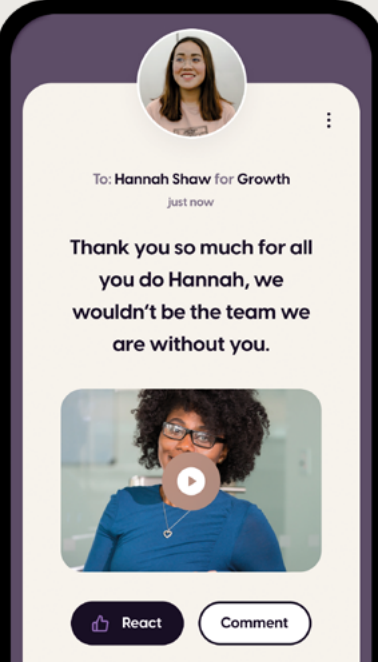 To: Hannah Shaw for Growth
just now
Thank you so much for all
you do Hannah, we
wouldn't be the team we
are without you.
React
Comment